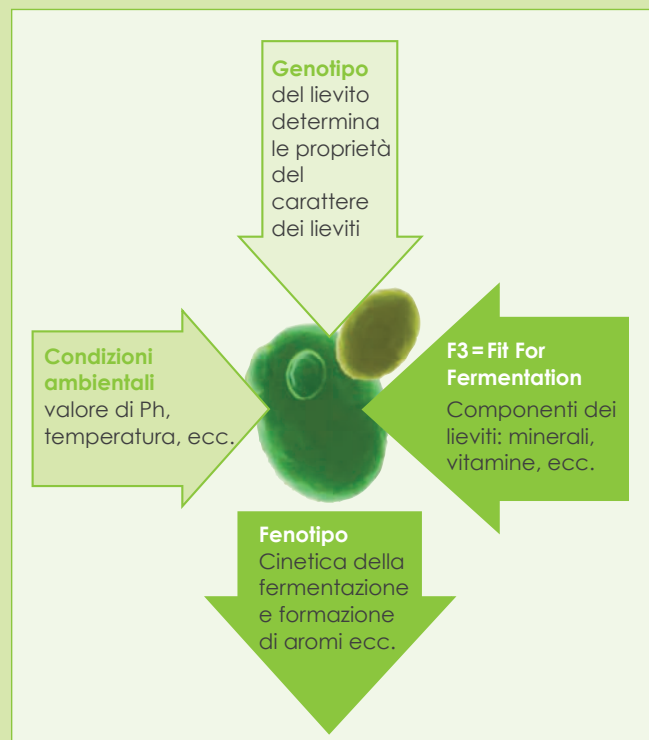 Genotipo
del lievito
determina
le proprietà
del
carattere
dei lieviti
Condizioni
ambientali
valore di Ph,
temperatura, ecc.
F3=Fit For
Fermentation
Componenti dei
lieviti: minerali,
vitamine, ecc.
Fenotipo
Cinetica della
fermentazione
e formazione
di aromi ecc.